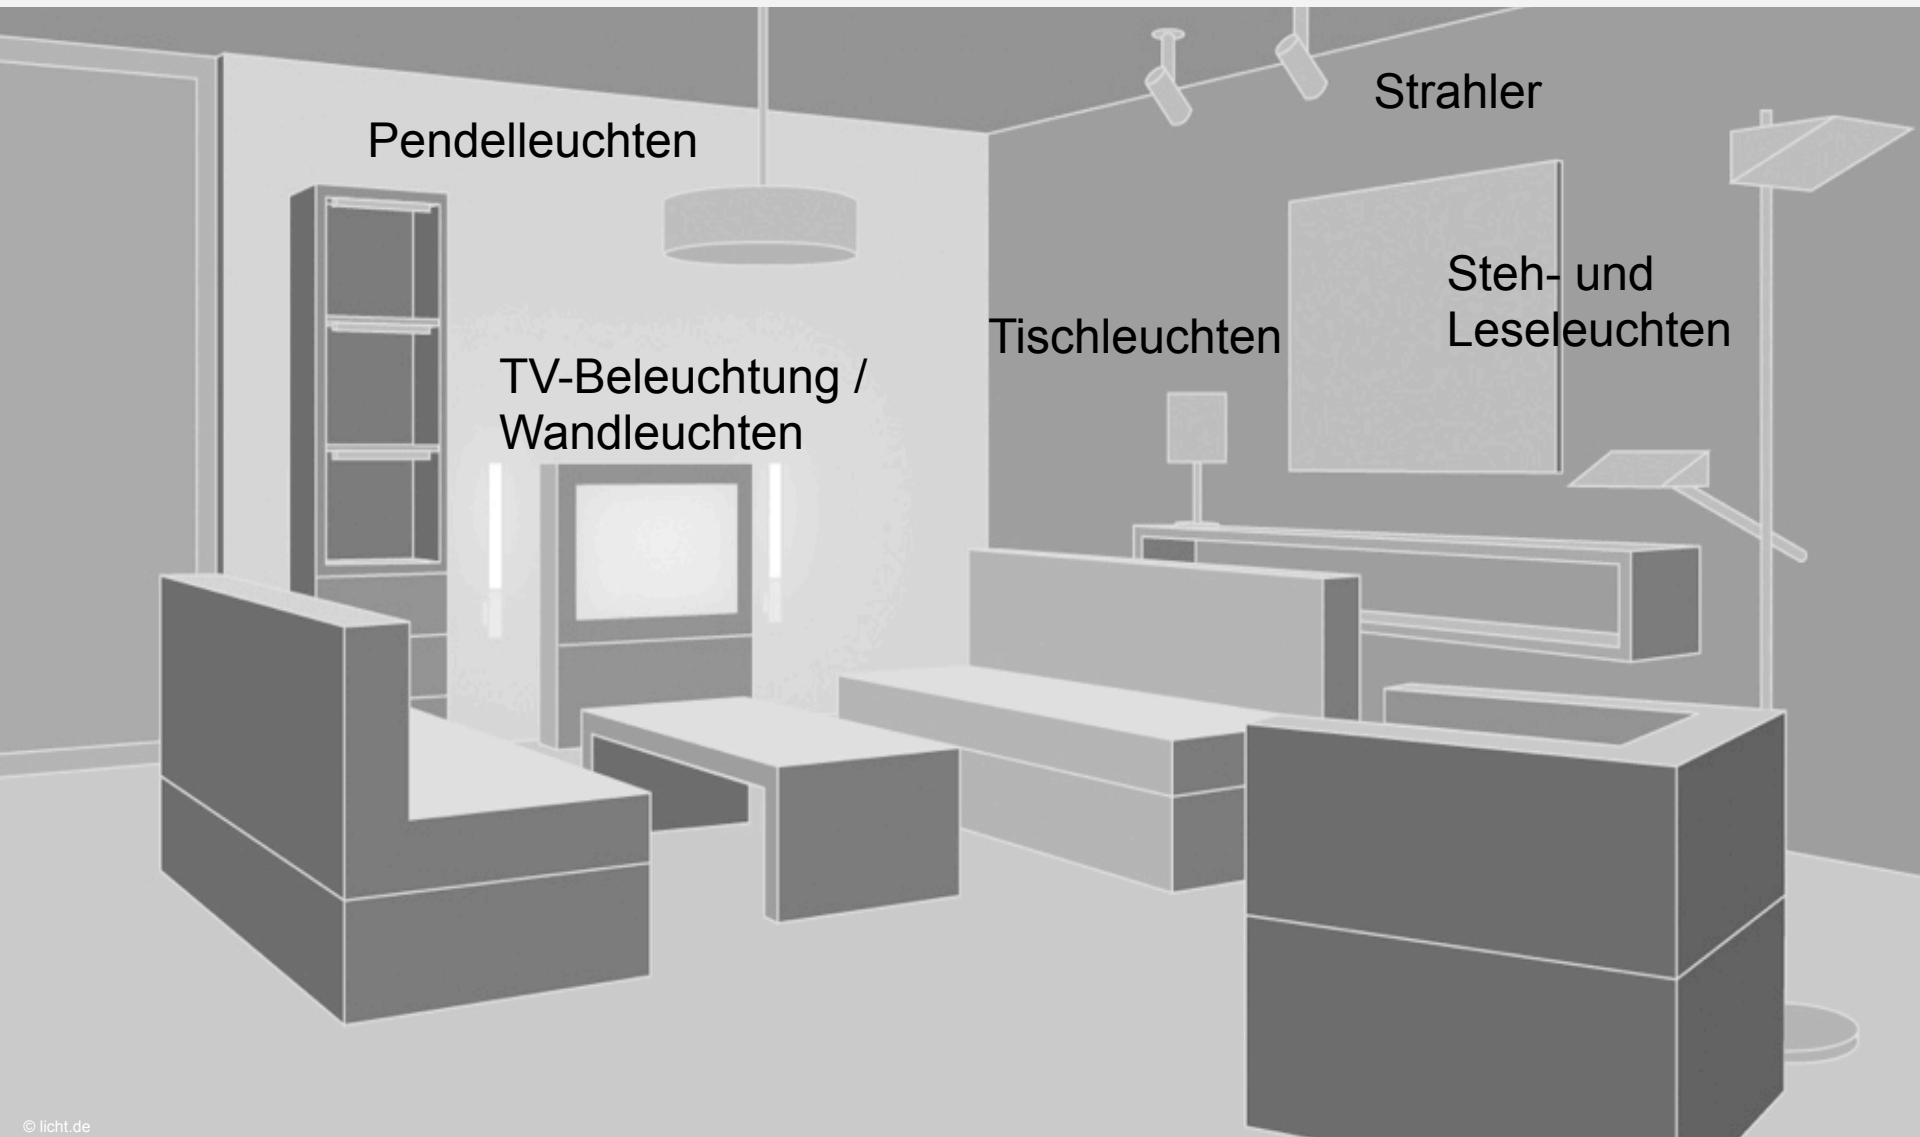 Strahler
Pendelleuchten
Steh- und
Leseleuchten
Tischleuchten
TV-Beleuchtung /
Wandleuchten
© licht.de